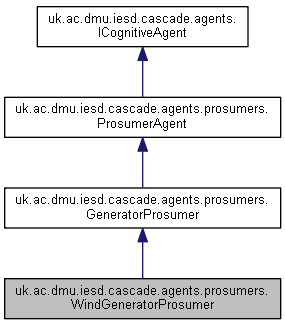 uk.ac.dmu.iesd.cascade.agents.
ICognitiveAgent
uk.ac.dmu.iesd.cascade.agents.prosumers.
ProsumerAgent
uk.ac.dmu.iesd.cascade.agents.prosumers.
GeneratorProsumer
uk.ac.dmu.iesd.cascade.agents.prosumers.
WindGeneratorProsumer